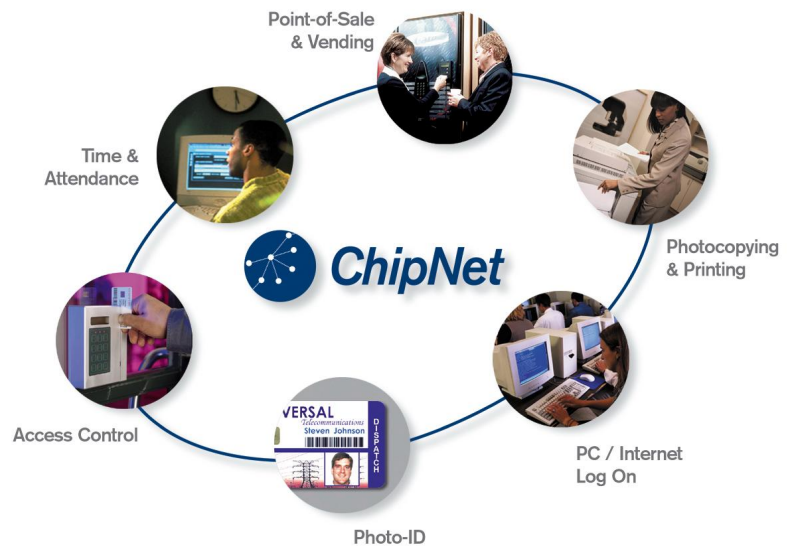 Point-of-Sale
& Vending
Time &
Attendance
ChipNet
Photocopying
& Printing
Access Control
VERSAL
Telecommunications
Steven Johnson
DISPATCH
PC / Internet
Log On
Photo-ID